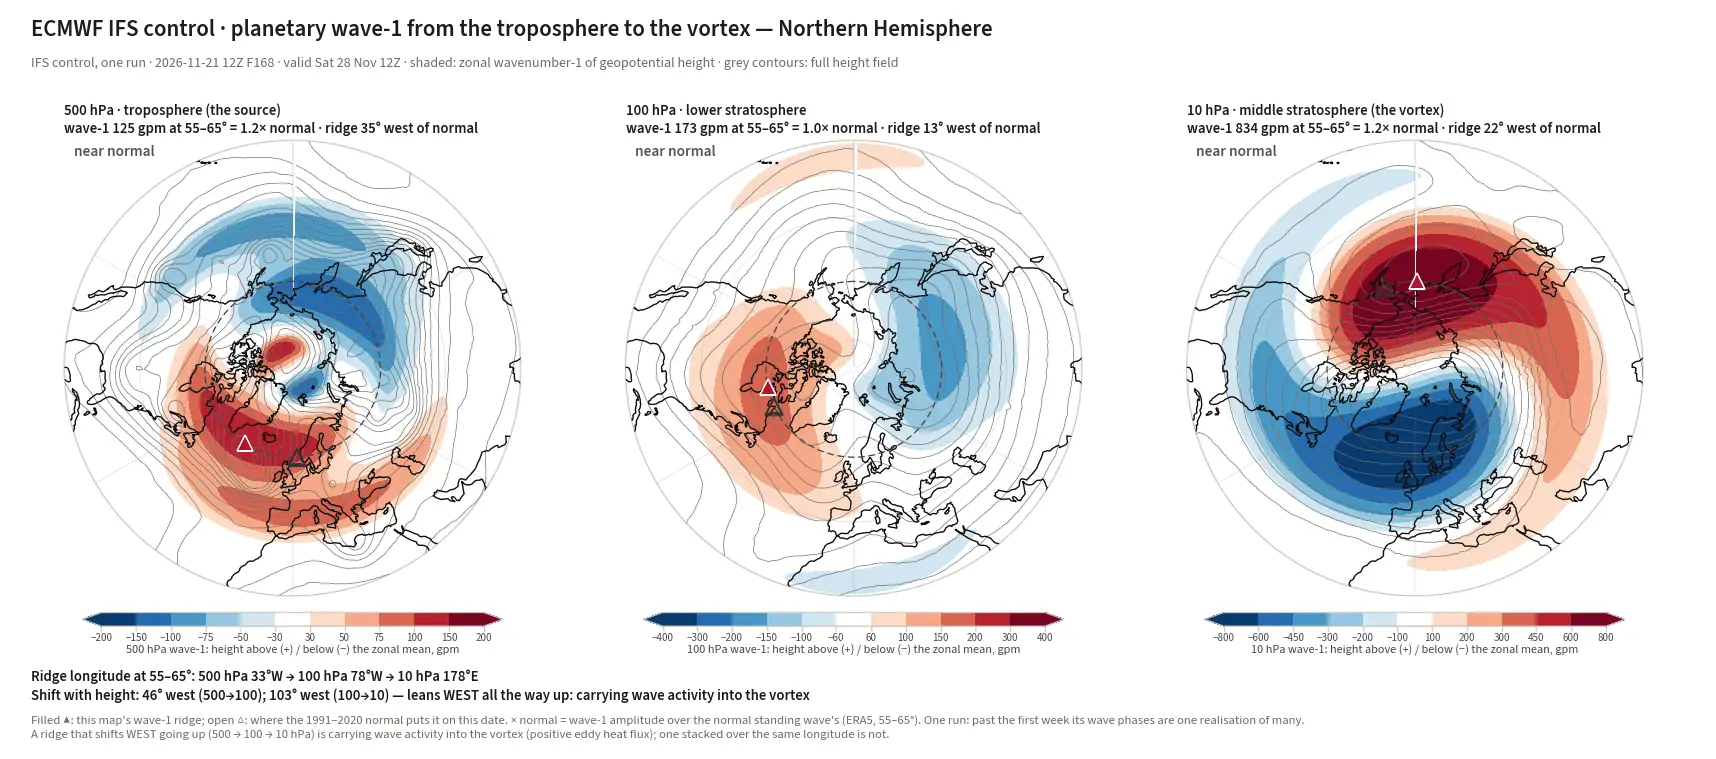 ECMWF IFS control · planetary wave-1 from the troposphere to the vortex — Northern Hemisphere
IFS control, one run · 2026-11-21 12Z F168 · valid Sat 28 Nov 12Z · shaded: zonal wavenumber-1 of geopotential height · grey contours: full height field
500 hPa · troposphere (the source)
wave-1 125 gpm at 55–65° = 1.2× normal · ridge 35° west of normal
near normal
100 hPa · lower stratosphere
wave-1 173 gpm at 55–65° = 1.0× normal · ridge 13° west of normal
near normal
10 hPa · middle stratosphere (the vortex)
wave-1 834 gpm at 55–65° = 1.2× normal · ridge 22° west of normal
near normal
−200 −150 −100 −75 −50 −30 30 50 75 100 150 200
500 hPa wave-1: height above (+) / below (−) the zonal mean, gpm
−400 −300 −200 −150 −100 −60 60 100 150 200 300 400
100 hPa wave-1: height above (+) / below (−) the zonal mean, gpm
−800 −600 −450 −300 −200 −100 100 200 300 450 600 800
10 hPa wave-1: height above (+) / below (−) the zonal mean, gpm
Ridge longitude at 55–65°: 500 hPa 33°W → 100 hPa 78°W → 10 hPa 178°E
Shift with height: 46° west (500→100); 103° west (100→10) — leans WEST all the way up: carrying wave activity into the vortex
Filled ▲: this map's wave-1 ridge; open △: where the 1991–2020 normal puts it on this date. × normal = wave-1 amplitude over the normal standing wave's (ERA5, 55–65°). One run: past the first week its wave phases are one realisation of many.
A ridge that shifts WEST going up (500 → 100 → 10 hPa) is carrying wave activity into the vortex (positive eddy heat flux); one stacked over the same longitude is not.